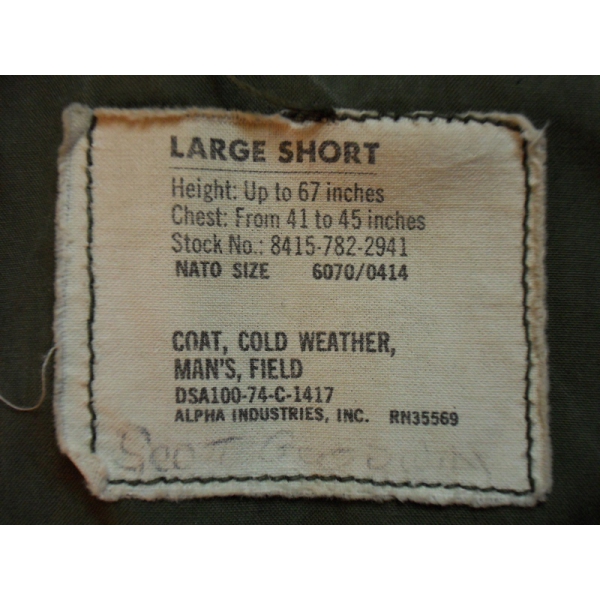 LARGE SHORT
Height: Up to 67 inches
Chest: From 41 to 45 inches
Stock No.: 8415-782-2941
NATO SIZE 6070/0414
COAT, COLD WEATHER,
MAN'S, FIELD
DSA100-74-C-1417
ALPHA INDUSTRIES, INC. RN35569
Scott